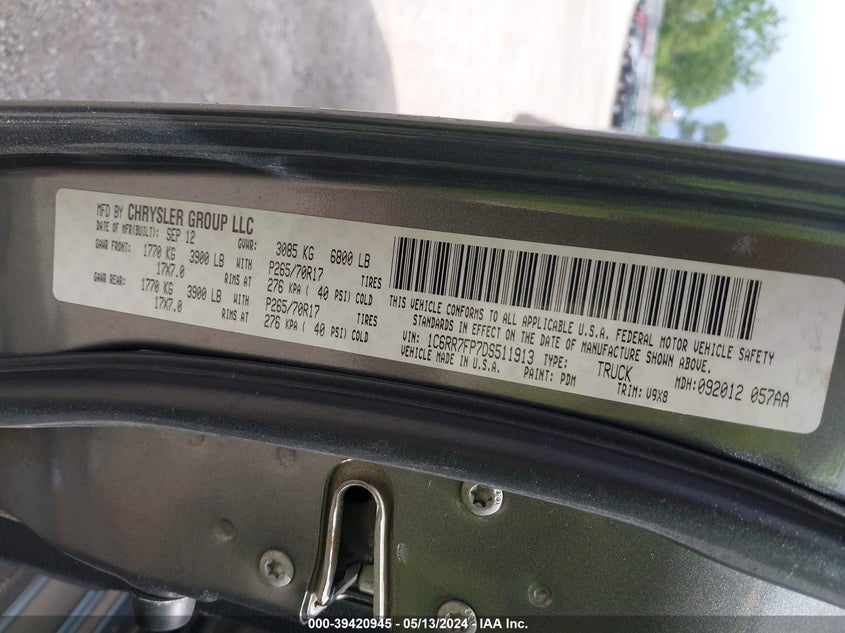 MFD BY CHRYSLER GROUP LLC
DATE OF MFR(BUILT): SEP 12 GVWR: 3085 KG 6800 LB
GAWR FRONT: 1770 KG 3900 LB WITH P265/70R17 TIRES
17X7.0 RIMS AT 276 KPA ( 40 PSI) COLD
GAWR REAR: 1770 KG 3900 LB WITH P265/70R17 TIRES
17X7.0 RIMS AT 276 KPA ( 40 PSI) COLD
THIS VEHICLE CONFORMS TO ALL APPLICABLE U.S.A. FEDERAL MOTOR VEHICLE SAFETY
STANDARDS IN EFFECT ON THE DATE OF MANUFACTURE SHOWN ABOVE.
VIN: 1C6RR7FP7DS511913 TYPE: TRUCK MDH:092012 057AA
VEHICLE MADE IN U.S.A. PAINT: PDM TRIM: V9X8
000-39420945 - 05/13/2024 - IAA Inc.